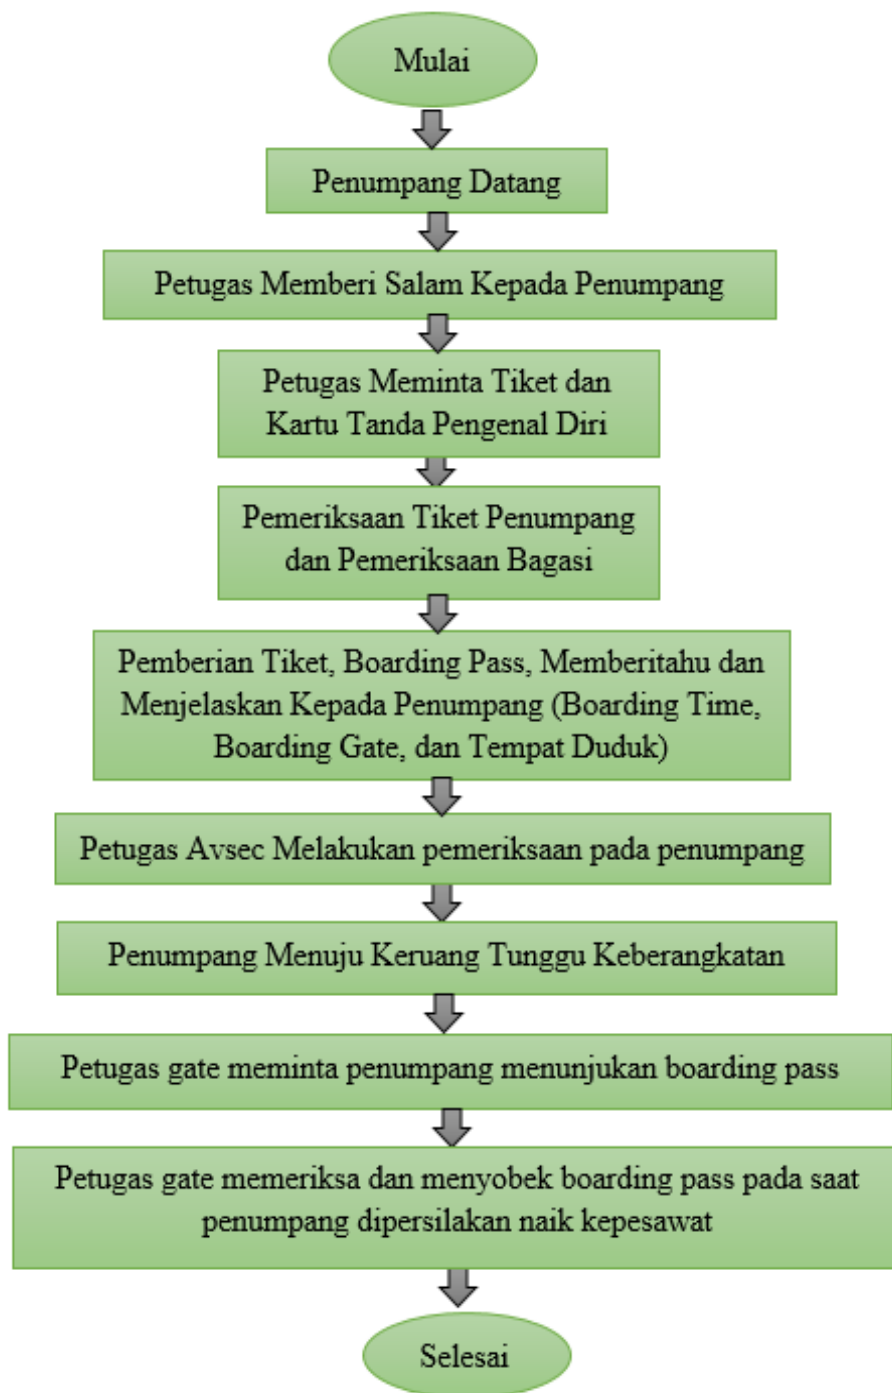 Mulai
Penumpang Datang
Petugas Memberi Salam Kepada Penumpang
Petugas Meminta Tiket dan
Kartu Tanda Pengenal Diri
Pemeriksaan Tiket Penumpang
dan Pemeriksaan Bagasi
Pemberian Tiket, Boarding Pass, Memberitahu dan
Menjelaskan Kepada Penumpang (Boarding Time,
Boarding Gate, dan Tempat Duduk)
Petugas Avsec Melakukan pemeriksaan pada penumpang
Penumpang Menuju Keruang Tunggu Keberangkatan
Petugas gate meminta penumpang menunjukan boarding pass
Petugas gate memeriksa dan menyobek boarding pass pada saat
penumpang dipersilakan naik kepesawat
Selesai